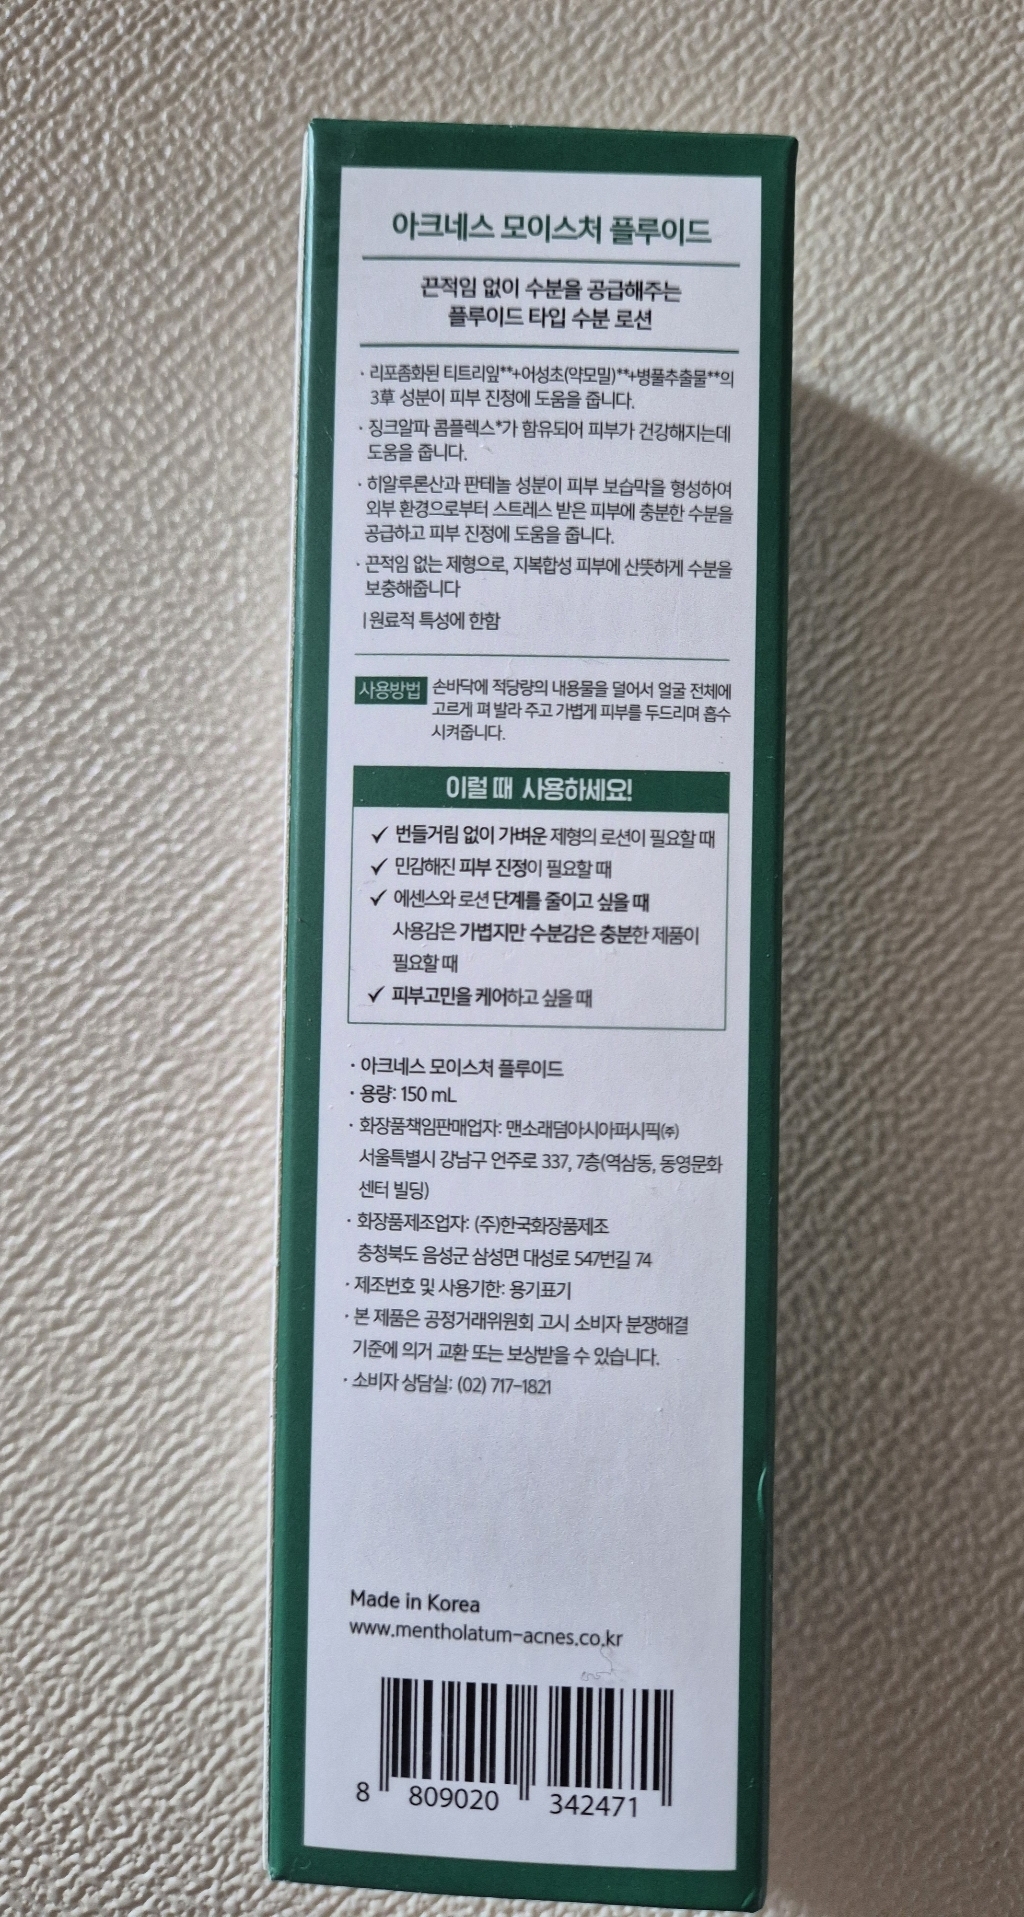 아크네스 모이스처 플루이드
끈적임 없이 수분을 공급해주는
플루이드 타입 수분 로션
· 리포좀화된 티트리잎**+어성초(약모밀)**+병풀추출물**의
3草 성분이 피부 진정에 도움을 줍니다.
· 징크알파 콤플렉스*가 함유되어 피부가 건강해지는데
도움을 줍니다.
· 히알루론산과 판테놀 성분이 피부 보습막을 형성하여
외부 환경으로부터 스트레스 받은 피부에 충분한 수분을
공급하고 피부 진정에 도움을 줍니다.
· 끈적임 없는 제형으로, 지복합성 피부에 산뜻하게 수분을
보충해줍니다
| 원료적 특성에 한함
사용방법 손바닥에 적당량의 내용물을 덜어서 얼굴 전체에
고르게 펴 발라 주고 가볍게 피부를 두드리며 흡수
시켜줍니다.
이럴 때 사용하세요!
✓ 번들거림 없이 가벼운 제형의 로션이 필요할 때
✓ 민감해진 피부 진정이 필요할 때
✓ 에센스와 로션 단계를 줄이고 싶을 때
사용감은 가볍지만 수분감은 충분한 제품이
필요할 때
✓ 피부고민을 케어하고 싶을 때
· 아크네스 모이스처 플루이드
· 용량: 150 mL
· 화장품책임판매업자: 맨소래덤아시아퍼시픽㈜
서울특별시 강남구 언주로 337, 7층(역삼동, 동영문화
센터 빌딩)
· 화장품제조업자: (주)한국화장품제조
충청북도 음성군 삼성면 대성로 547번길 74
· 제조번호 및 사용기한: 용기표기
· 본 제품은 공정거래위원회 고시 소비자 분쟁해결
기준에 의거 교환 또는 보상받을 수 있습니다.
· 소비자 상담실: (02) 717-1821
Made in Korea
www.mentholatum-acnes.co.kr
8 809020 342471